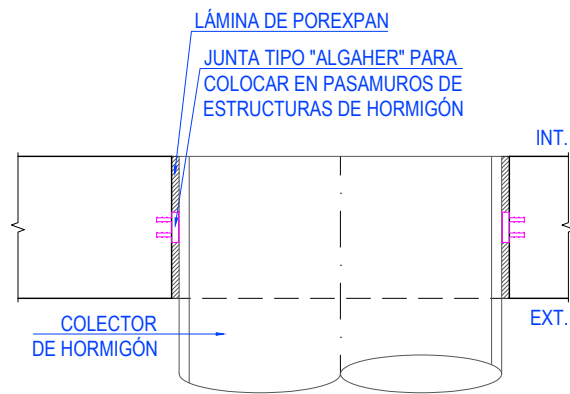 LÁMINA DE POREXPAN
JUNTA TIPO "ALGAHER" PARA
COLOCAR EN PASAMUROS DE
ESTRUCTURAS DE HORMIGÓN
INT.
EXT.
COLECTOR
DE HORMIGÓN